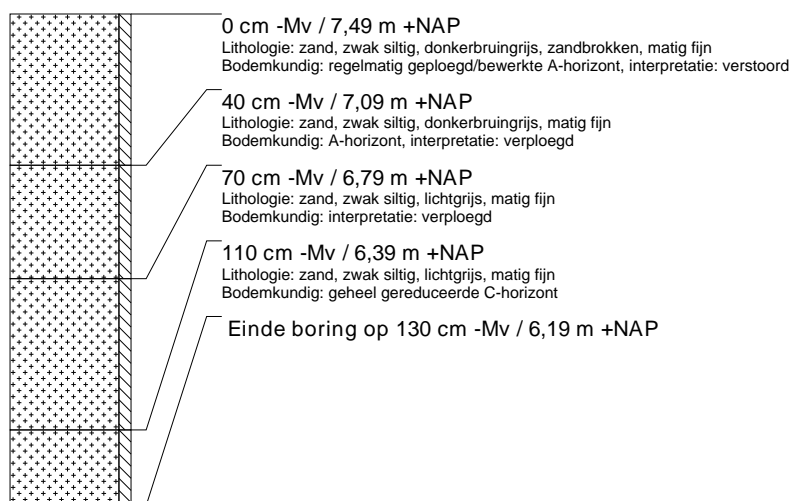 0 cm -Mv / 7,49 m +NAP
Lithologie: zand, zwak siltig, donkerbruingrijs, zandbrokken, matig fijn
Bodemkundig: regelmatig geploegd/bewerkte A-horizont, interpretatie: verstoord
40 cm -Mv / 7,09 m +NAP
Lithologie: zand, zwak siltig, donkerbruingrijs, matig fijn
Bodemkundig: A-horizont, interpretatie: verploegd
70 cm -Mv / 6,79 m +NAP
Lithologie: zand, zwak siltig, lichtgrijs, matig fijn
Bodemkundig: interpretatie: verploegd
110 cm -Mv / 6,39 m +NAP
Lithologie: zand, zwak siltig, lichtgrijs, matig fijn
Bodemkundig: geheel gereduceerde C-horizont
Einde boring op 130 cm -Mv / 6,19 m +NAP